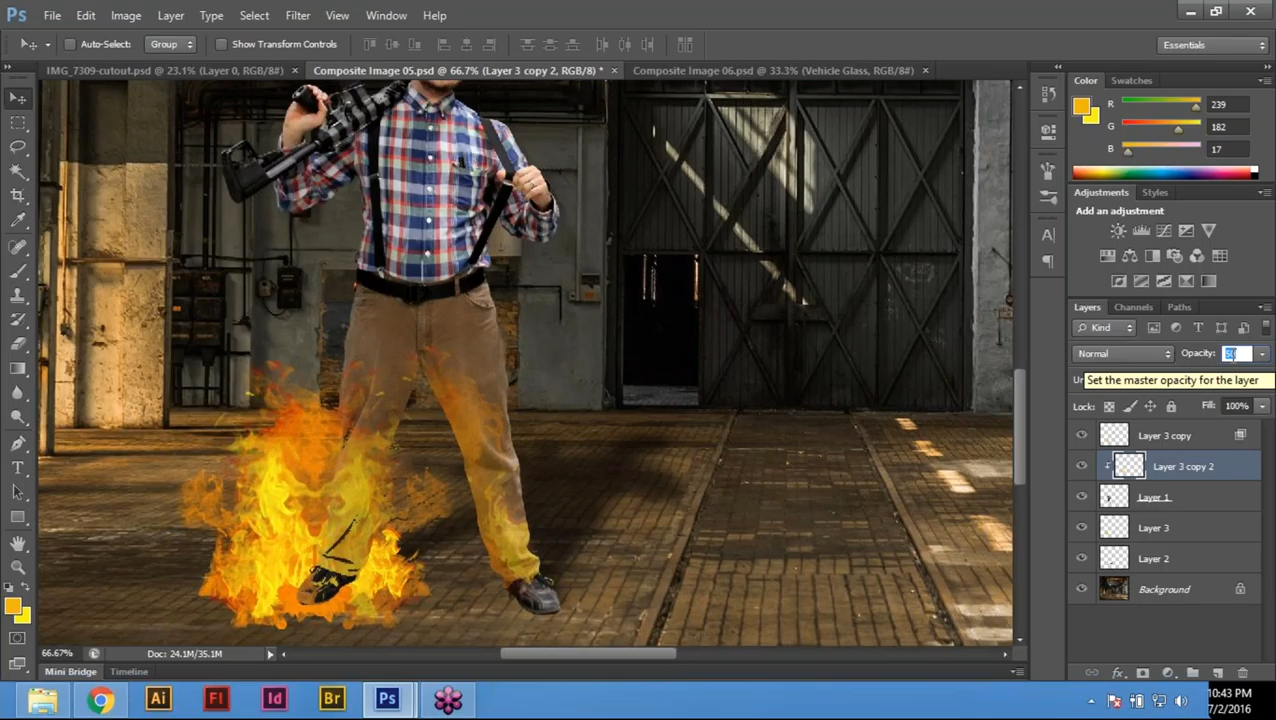 Ps File Edit Image Layer Type Select Filter View Window Help
Auto-Select: Group Show Transform Controls Essentials
IMG_7309-cutout.psd @ 23.1% (Layer 0, RGB/8#) × Composite Image 05.psd @ 66.7% (Layer 3 copy 2, RGB/8) * × Composite Image 06.psd @ 33.3% (Vehicle Glass, RGB/8#) ×
Color Swatches
R 239
G 182
B 17
Adjustments Styles
Add an adjustment
Layers Channels Paths
Kind
Normal Opacity:
Set the master opacity for the layer
Lock: Fill: 100%
Layer 3 copy
Layer 3 copy 2
Layer 1
Layer 3
Layer 2
Background
66.67% Doc: 24.1M/35.1M
Mini Bridge Timeline
Ai Fl Id Br Ps
10:43 PM
7/2/2016